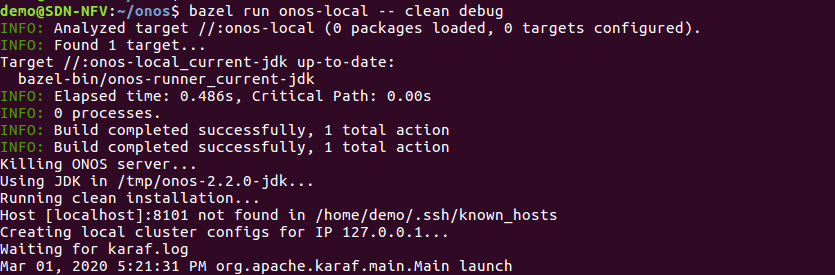 demo@SDN-NFV:~/onos$ bazel run onos-local -- clean debug
INFO: Analyzed target //:onos-local (0 packages loaded, 0 targets configured).
INFO: Found 1 target...
Target //:onos-local_current-jdk up-to-date:
  bazel-bin/onos-runner_current-jdk
INFO: Elapsed time: 0.486s, Critical Path: 0.00s
INFO: 0 processes.
INFO: Build completed successfully, 1 total action
INFO: Build completed successfully, 1 total action
Killing ONOS server...
Using JDK in /tmp/onos-2.2.0-jdk...
Running clean installation...
Host [localhost]:8101 not found in /home/demo/.ssh/known_hosts
Creating local cluster configs for IP 127.0.0.1...
Waiting for karaf.log
Mar 01, 2020 5:21:31 PM org.apache.karaf.main.Main launch